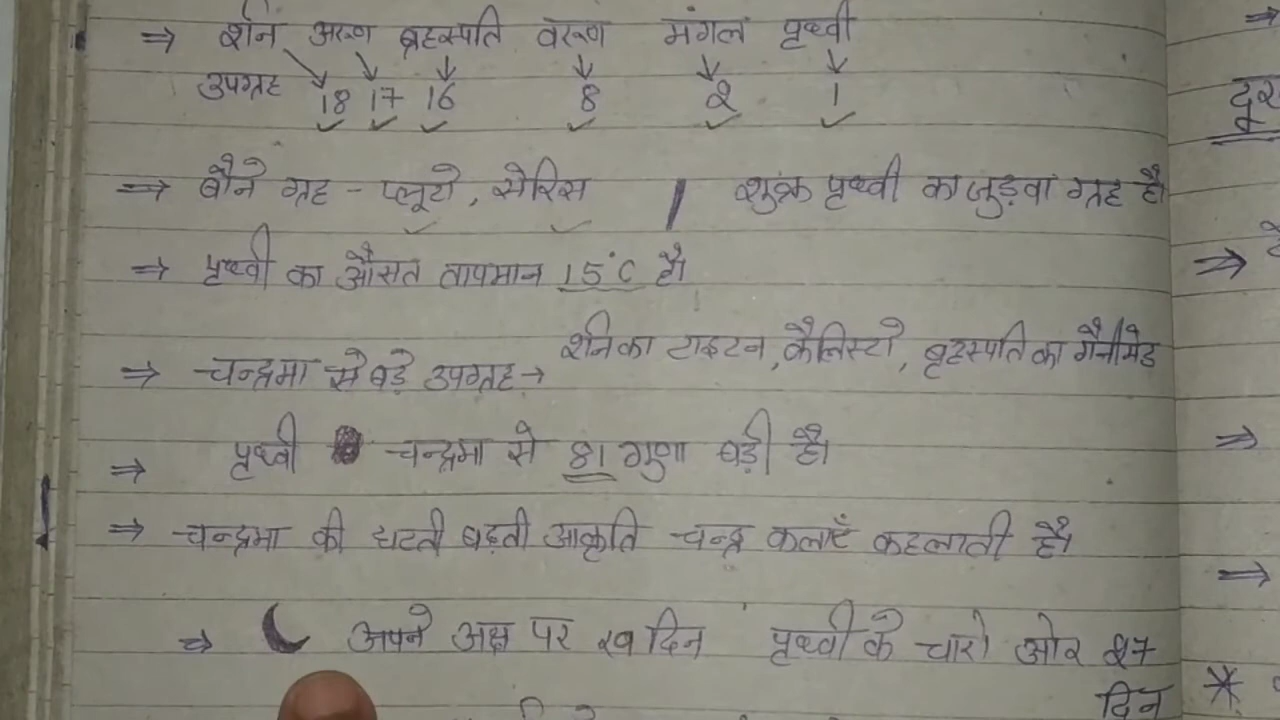 ⇒ शनि अरुण बृहस्पति वरुण मंगल पृथ्वी
उपग्रह 18 17 16 8 2 1
दूर
⇒ बौने ग्रह - प्लूटो, सेरिस / शुक्र पृथ्वी का जुड़वा ग्रह है।
⇒ पृथ्वी का औसत तापमान 15°C है।
⇒ चन्द्रमा से बड़े उपग्रह → शनि का टाइटन, कैलिस्टो, बृहस्पति का गैनीमेड
⇒ पृथ्वी चन्द्रमा से 81 गुणा बड़ी है।
⇒ चन्द्रमा की घटती बढ़ती आकृति चन्द्र कलाएँ कहलाती है।
⇒ अपने अक्ष पर २९ दिन पृथ्वी के चारो ओर 27
दिन